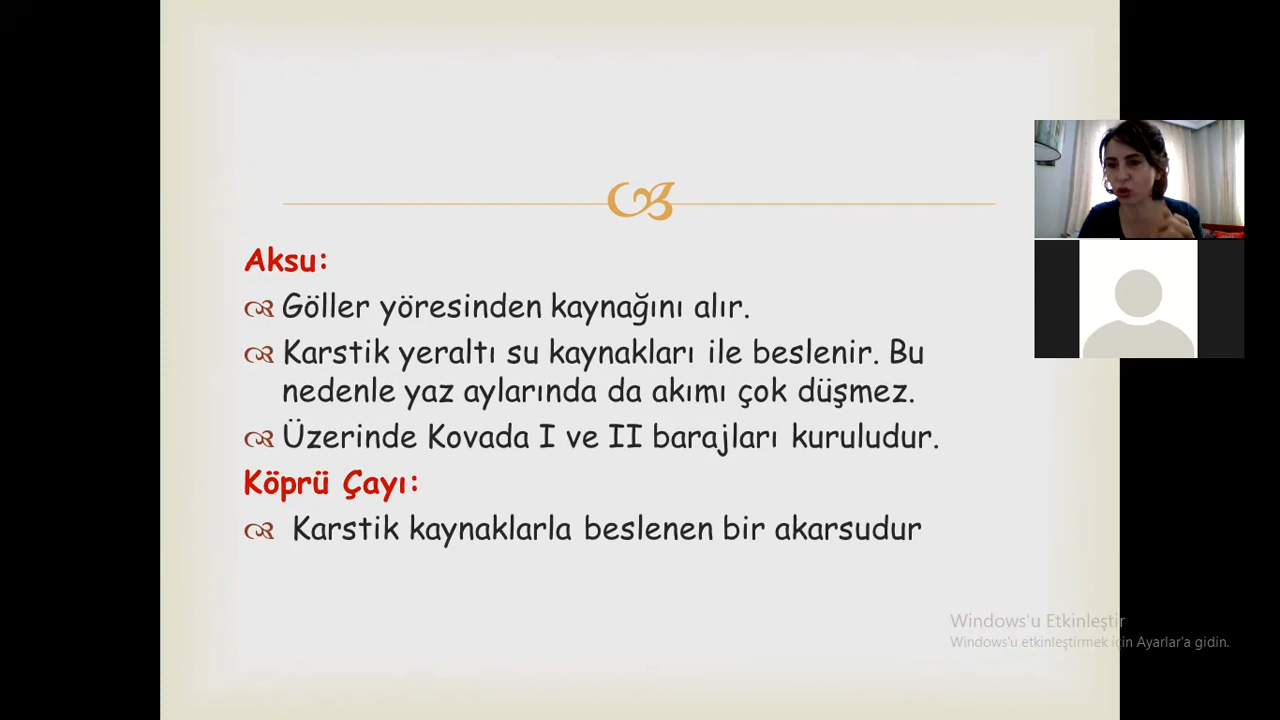 Aksu:
Göller yöresinden kaynağını alır.
Karstik yeraltı su kaynakları ile beslenir. Bu
nedenle yaz aylarında da akımı çok düşmez.
Üzerinde Kovada I ve II barajları kuruludur.
Köprü Çayı:
Karstik kaynaklarla beslenen bir akarsudur
Windows'u Etkinleştir
Windows'u etkinleştirmek için Ayarlar'a gidin.